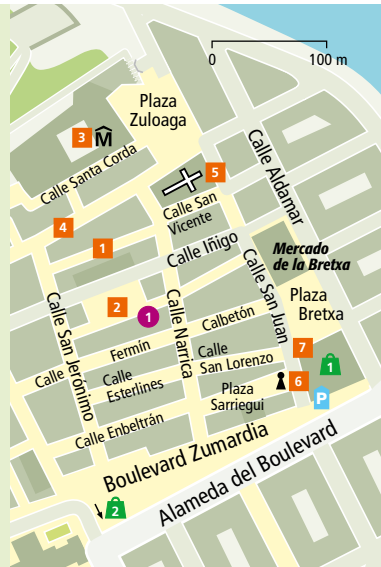 0
100 m
Plaza
Zuloaga
3
M
Calle Santa Corda
5
Calle Aldamar
4
1
Calle San
Vicente
Calle Iñigo
Mercado
de la Bretxa
2
1
Calle San Jerónimo
Calle Narrica
Calle San Juan
Plaza
Bretxa
Calle Fermín Calbetón
7
Calle
San Lorenzo
1
Calle
Esterlines
6
Plaza
Sarriegui
P
Calle Enbeltrán
Boulevard Zumardia
Alameda del Boulevard
2